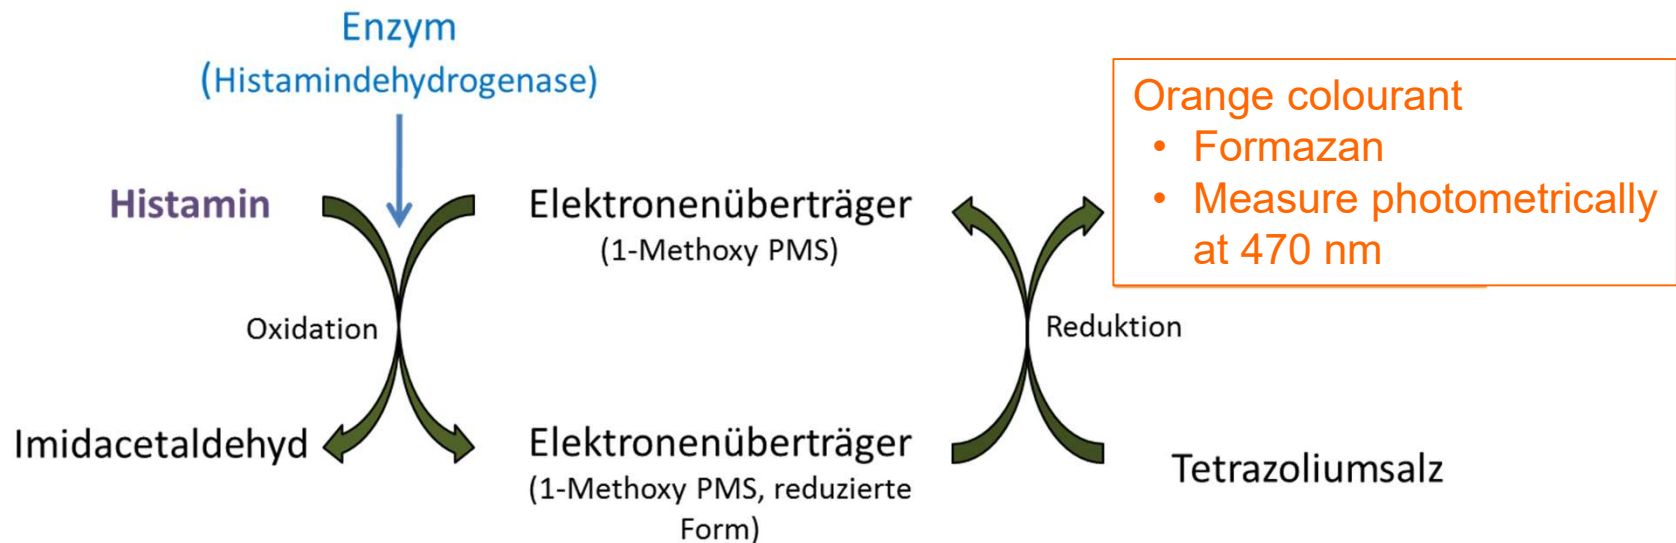 Enzym
(Histamindehydrogenase)
Orange colourant
• Formazan
• Measure photometrically
at 470 nm
Histamin
Elektronenüberträger
(1-Methoxy PMS)
Oxidation
Reduktion
Imidacetaldehyd
Elektronenüberträger
(1-Methoxy PMS, reduzierte
Form)
Tetrazoliumsalz